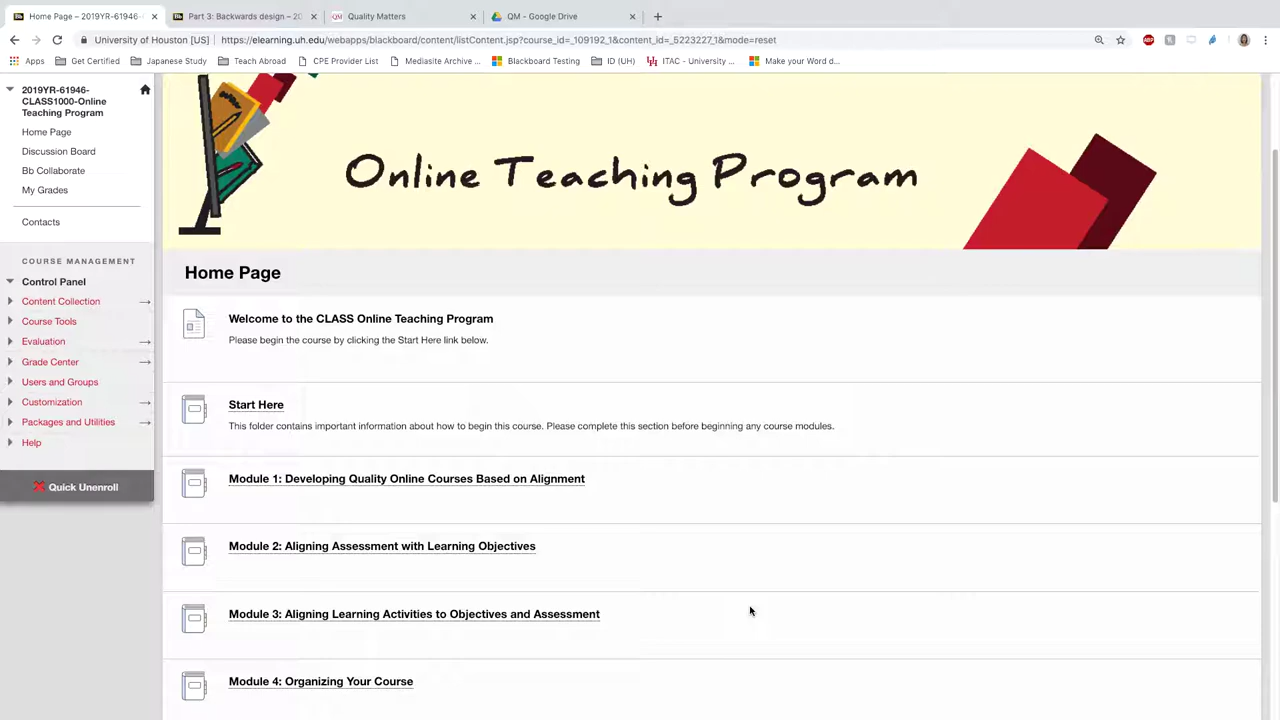 Home Page – 2019YR-61946-
Part 3: Backwards design – 20
Quality Matters
QM - Google Drive
University of Houston [US] https://elearning.uh.edu/webapps/blackboard/content/listContent.jsp?course_id=_109192_1&content_id=_5223227_1&mode=reset
Apps Get Certified Japanese Study Teach Abroad CPE Provider List Mediasite Archive ... Blackboard Testing ID (UH) ITAC - University ... Make your Word d...
2019YR-61946-
CLASS1000-Online
Teaching Program
Home Page
Discussion Board
Bb Collaborate
My Grades
Contacts
COURSE MANAGEMENT
Control Panel
Content Collection
Course Tools
Evaluation
Grade Center
Users and Groups
Customization
Packages and Utilities
Help
Quick Unenroll
Online Teaching Program
Home Page
Welcome to the CLASS Online Teaching Program
Please begin the course by clicking the Start Here link below.
Start Here
This folder contains important information about how to begin this course. Please complete this section before beginning any course modules.
Module 1: Developing Quality Online Courses Based on Alignment
Module 2: Aligning Assessment with Learning Objectives
Module 3: Aligning Learning Activities to Objectives and Assessment
Module 4: Organizing Your Course